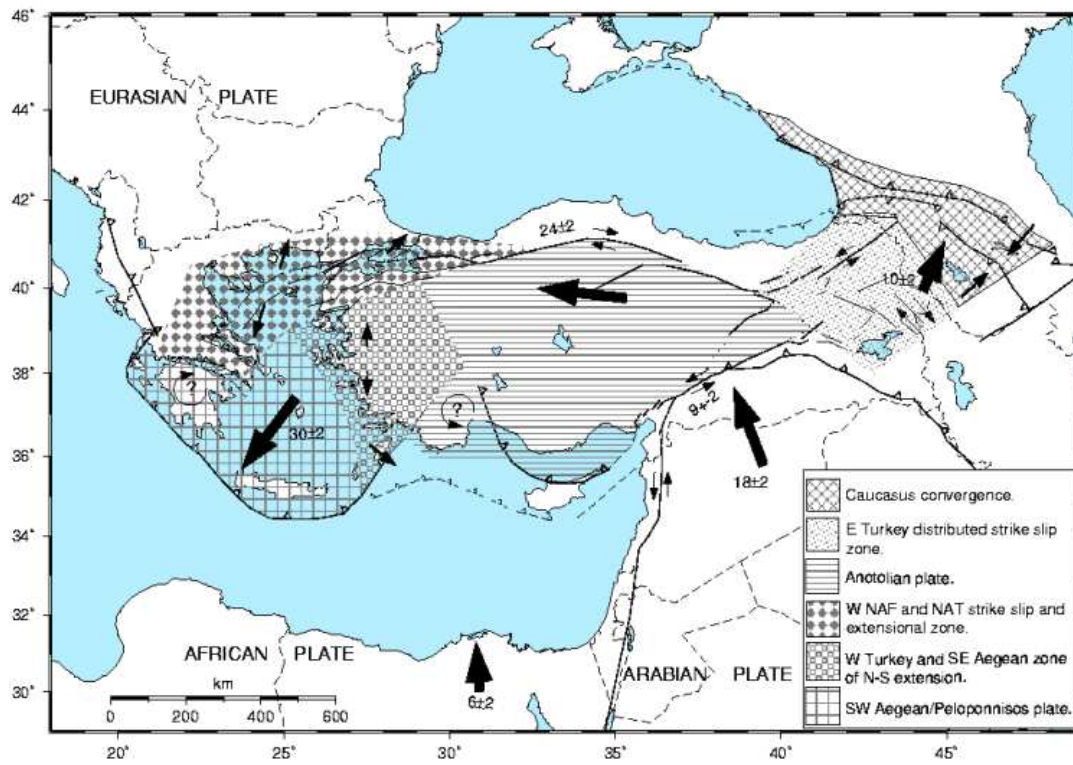 46°
44°
42°
40°
38°
36°
34°
32°
30°
20°
25°
30°
35°
40°
45°
EURASIAN PLATE
24±2
10±2
?
?
30±2
9+-2
18±2
AFRICAN PLATE
ARABIAN PLATE
6±2
km
0 200 400 600
Caucasus convergence.
E Turkey distributed strike slip
zone.
Anotolian plate.
W NAF and NAT strike slip and
extensional zone.
W Turkey and SE Aegean zone
of N-S extension.
SW Aegean/Peloponnisos plate.